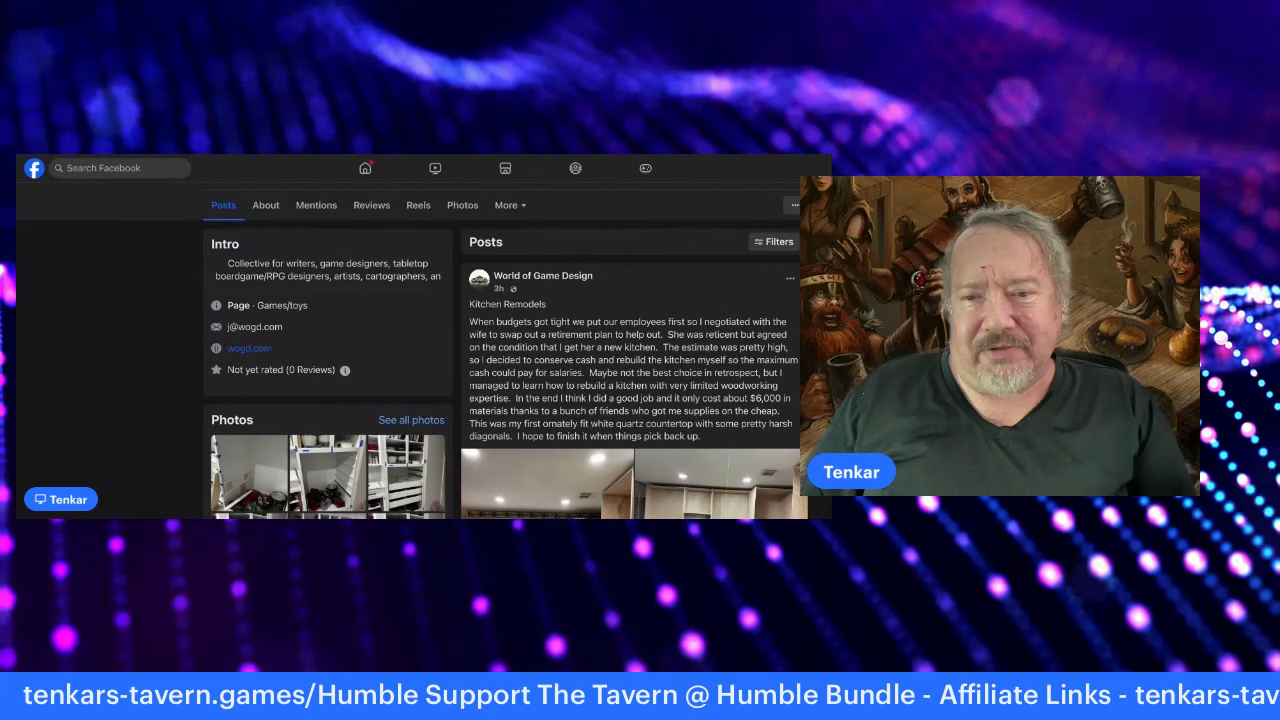 Search Facebook
Posts About Mentions Reviews Reels Photos More
Intro
Collective for writers, game designers, tabletop
boardgame/RPG designers, artists, cartographers, an
Page · Games/toys
j@wogd.com
wogd.com
Not yet rated (0 Reviews)
Photos
See all photos
Tenkar
Posts
Filters
World of Game Design
3h ·
Kitchen Remodels
When budgets got tight we put our employees first so I negotiated with the
wife to swap out a retirement plan to help out. She was reticent but agreed
on the condition that I get her a new kitchen. The estimate was pretty high,
so I decided to conserve cash and rebuild the kitchen myself so the maximum
cash could pay for salaries. Maybe not the best choice in retrospect, but I
managed to learn how to rebuild a kitchen with very limited woodworking
expertise. In the end I think I did a good job and it only cost about $6,000 in
materials thanks to a bunch of friends who got me supplies on the cheap.
This was my first ornately fit white quartz countertop with some pretty harsh
diagonals. I hope to finish it when things pick back up.
Tenkar
tenkars-tavern.games/Humble Support The Tavern @ Humble Bundle - Affiliate Links - tenkars-tav